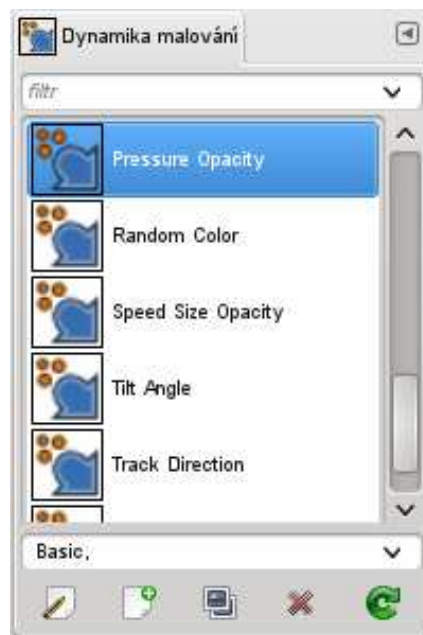 Dynamika malování
filtr
Pressure Opacity
Random Color
Speed Size Opacity
Tilt Angle
Track Direction
Basic,